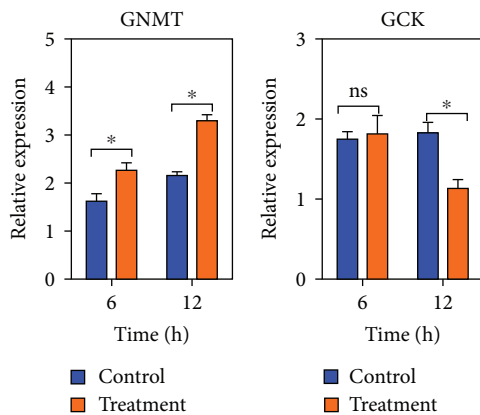 GNMT
5
4
3
2
1
0
Relative expression
*
*
6
12
Time (h)
Control
Treatment
GCK
3
2
1
0
Relative expression
ns
*
6
12
Time (h)
Control
Treatment